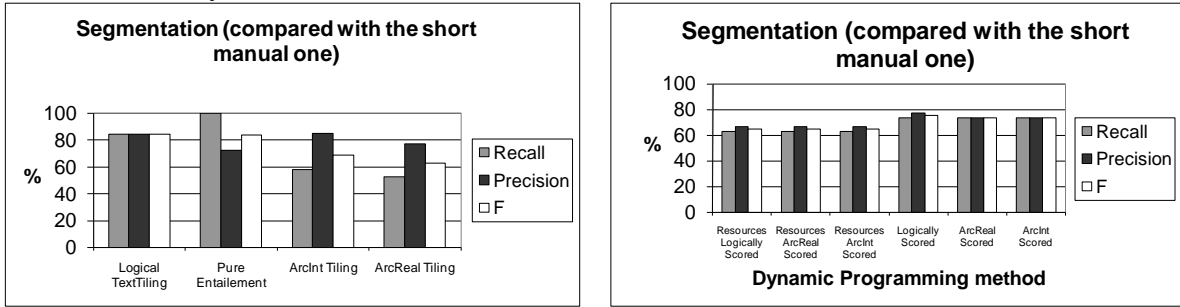 Segmentation (compared with the short
manual one)
100
80
60
40
20
0
%
Logical
TextTiling
Pure
Entailement
ArcInt Tiling
ArcReal Tiling
Recall
Precision
F
Segmentation (compared with the short
manual one)
100
80
60
40
20
0
%
Resources
Logically
Scored
Resources
ArcReal
Scored
Resources
ArcInt
Scored
Logically
Scored
ArcReal
Scored
ArcInt
Scored
Dynamic Programming method
Recall
Precision
F